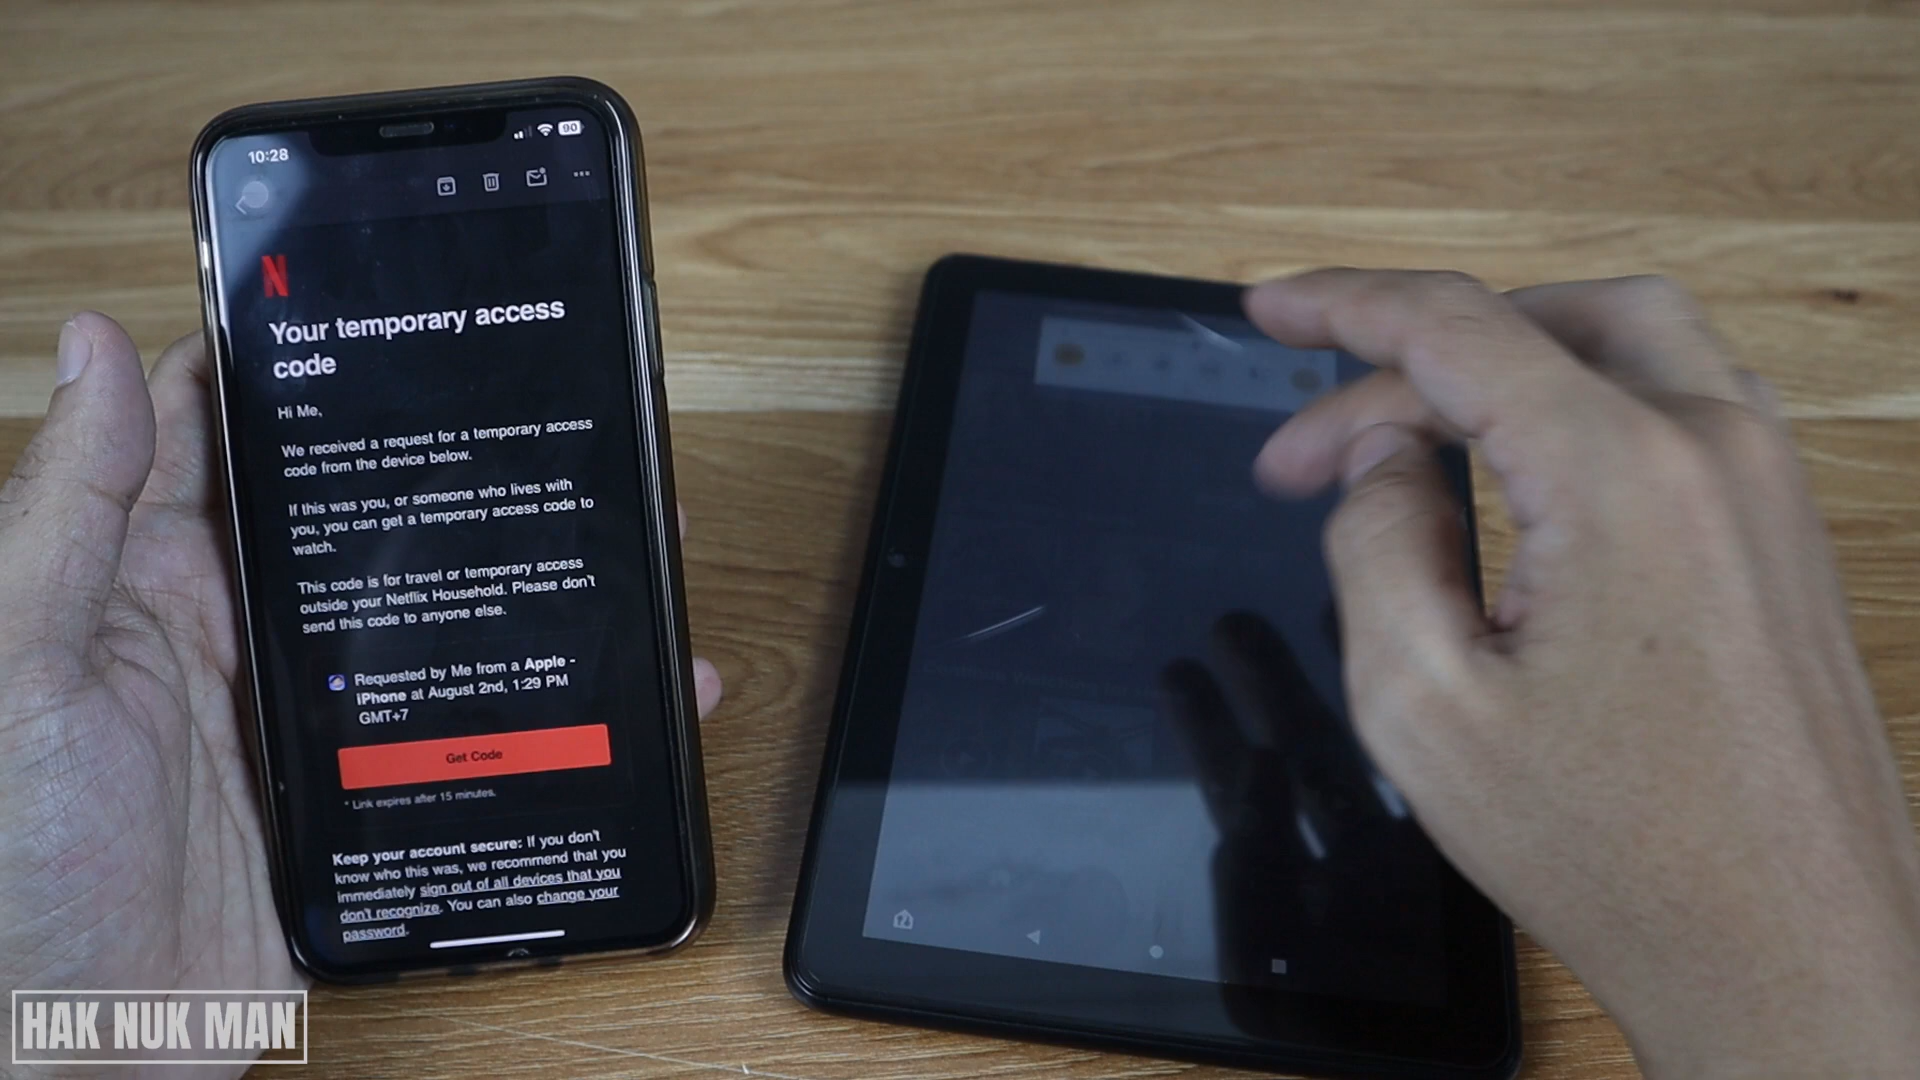 10:28
90
N
Your temporary access
code
Hi Me,
We received a request for a temporary access
code from the device below.
If this was you, or someone who lives with
you, you can get a temporary access code to
watch.
This code is for travel or temporary access
outside your Netflix Household. Please don't
send this code to anyone else.
Requested by Me from a Apple -
iPhone at August 2nd, 1:29 PM
GMT+7
Get Code
* Link expires after 15 minutes.
Keep your account secure: If you don't
know who this was, we recommend that you
immediately sign out of all devices that you
don't recognize. You can also change your
password.
HAK NUK MAN